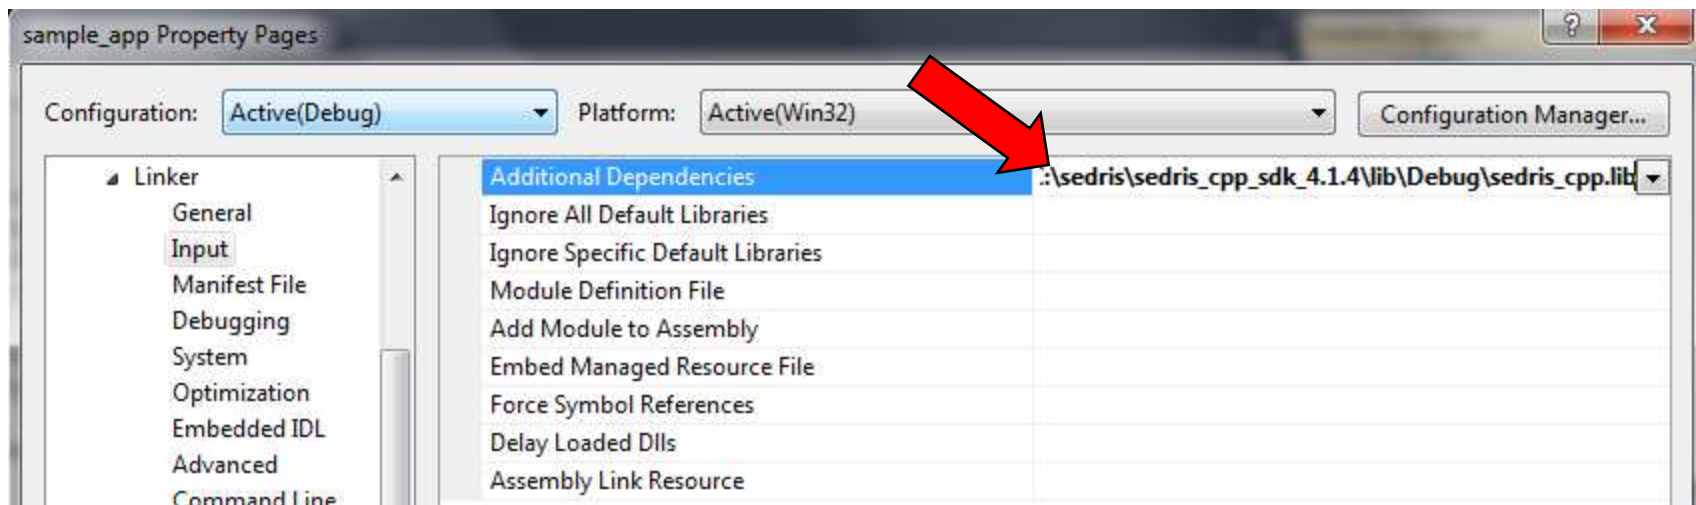 sample_app Property Pages
Configuration: Active(Debug) Platform: Active(Win32) Configuration Manager...
Linker
General
Input
Manifest File
Debugging
System
Optimization
Embedded IDL
Advanced
Command Line
Additional Dependencies :\sedris\sedris_cpp_sdk_4.1.4\lib\Debug\sedris_cpp.lib
Ignore All Default Libraries
Ignore Specific Default Libraries
Module Definition File
Add Module to Assembly
Embed Managed Resource File
Force Symbol References
Delay Loaded Dlls
Assembly Link Resource